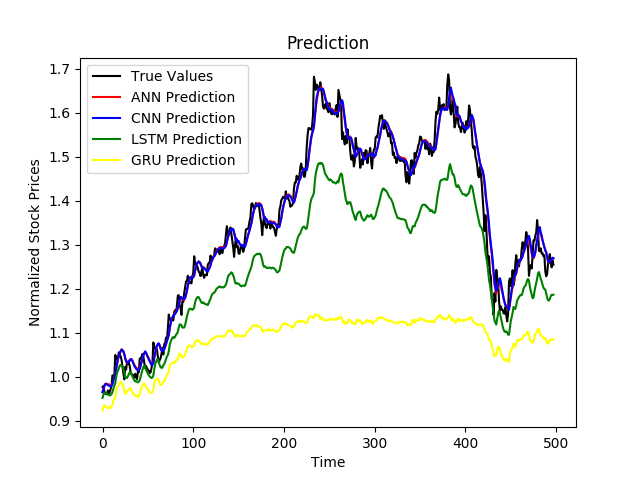 Prediction
1.7
1.6
1.5
1.4
1.3
1.2
1.1
1.0
0.9
Normalized Stock Prices
True Values
ANN Prediction
CNN Prediction
LSTM Prediction
GRU Prediction
0 100 200 300 400 500
Time